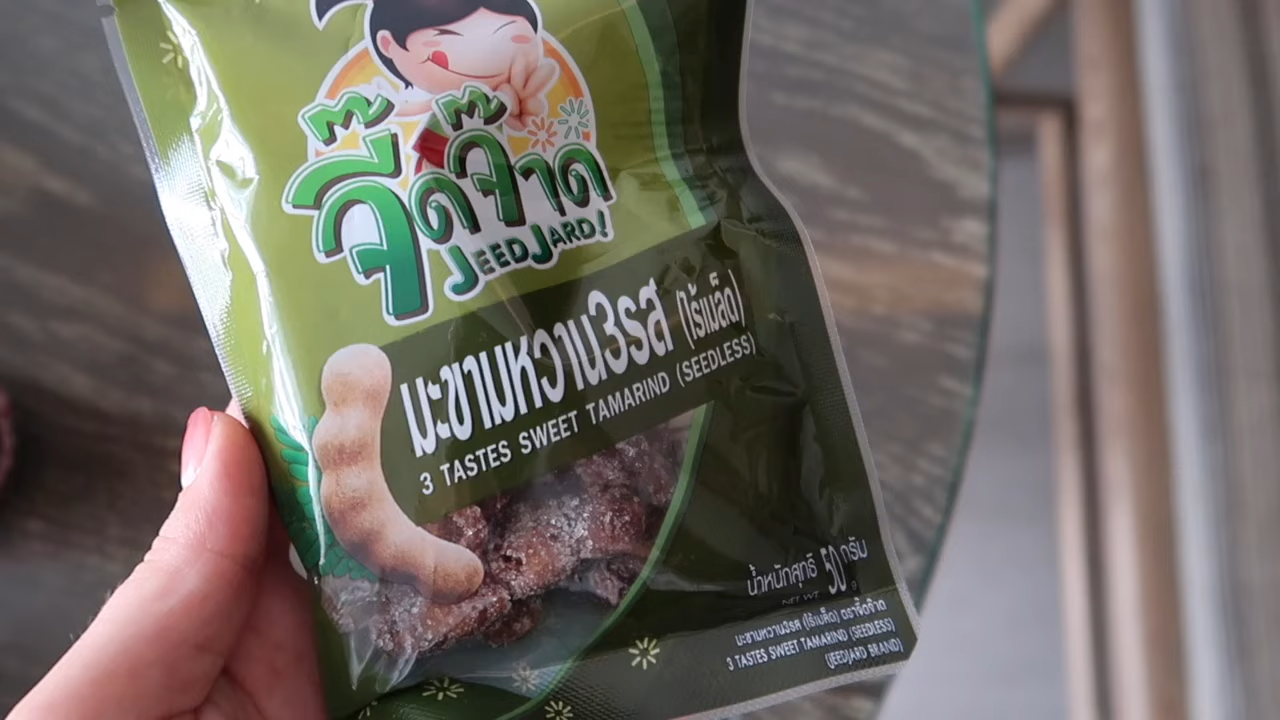 จี๊ดจ๊าด
JEEDJARD!
มะขามหวาน3รส (ไร้เมล็ด)
3 TASTES SWEET TAMARIND (SEEDLESS)
น้ำหนักสุทธิ 50 กรัม
NET WT. g
มะขามหวาน3รส (ไร้เมล็ด) ตราจี๊ดจ๊าด
3 TASTES SWEET TAMARIND (SEEDLESS)
(JEEDJARD BRAND)